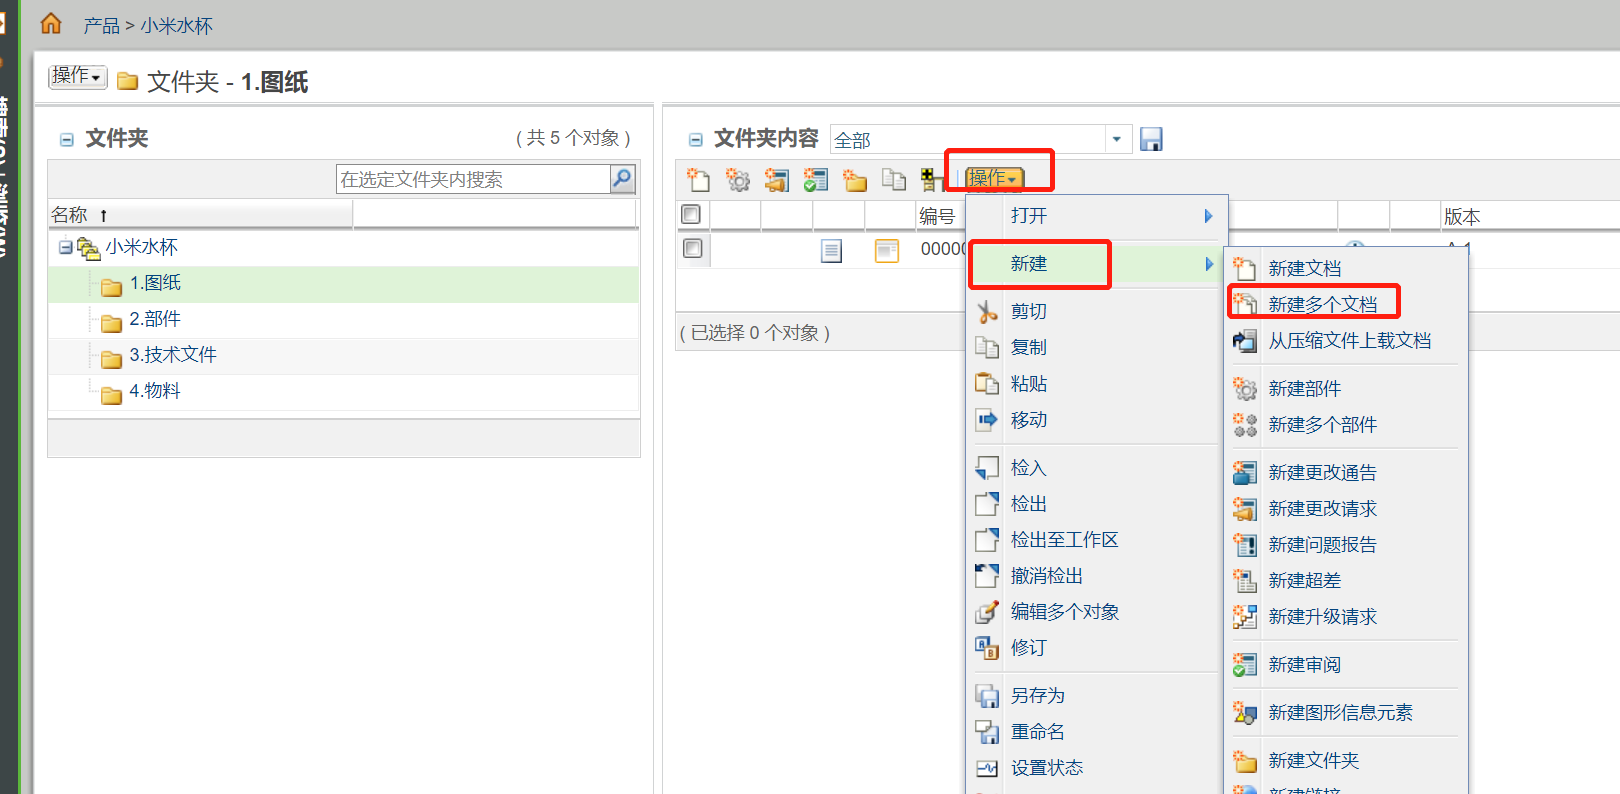 产品 > 小米水杯
操作
文件夹 - 1.图纸
文件夹
( 共 5 个对象 )
在选定文件夹内搜索
名称 ↑
小米水杯
1.图纸
2.部件
3.技术文件
4.物料
文件夹内容
全部
操作
编号
版本
0000
( 已选择 0 个对象 )
打开
新建
剪切
复制
粘贴
移动
检入
检出
检出至工作区
撤消检出
编辑多个对象
修订
另存为
重命名
设置状态
新建文档
新建多个文档
从压缩文件上载文档
新建部件
新建多个部件
新建更改通告
新建更改请求
新建问题报告
新建超差
新建升级请求
新建审阅
新建图形信息元素
新建文件夹
新建链接